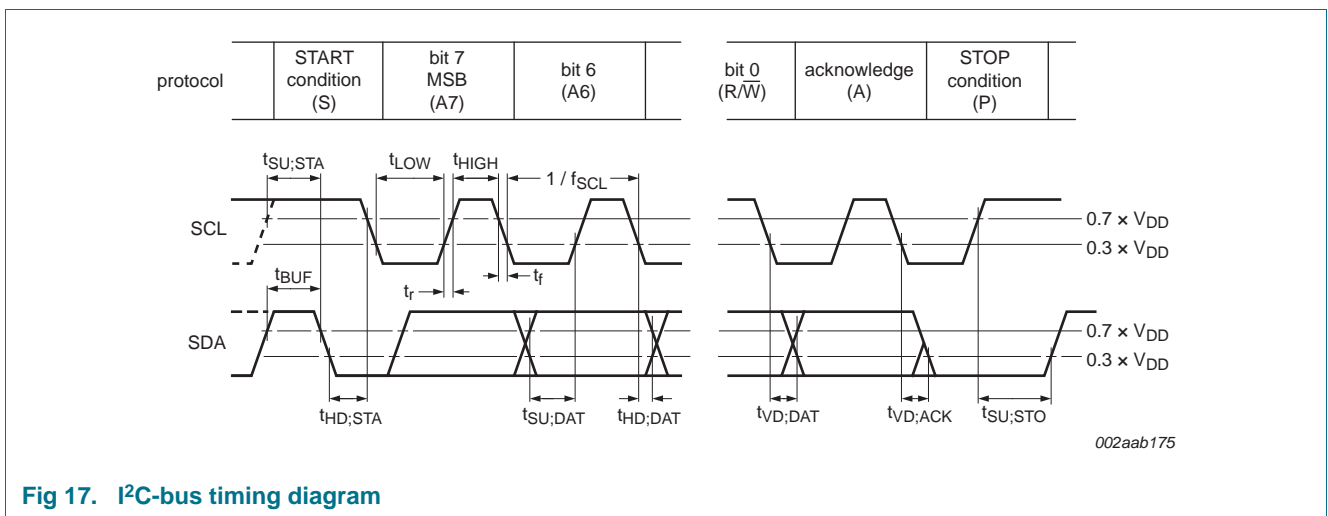 protocol
START
condition
(S)
bit 7
MSB
(A7)
bit 6
(A6)
bit 0
(R/W̅)
acknowledge
(A)
STOP
condition
(P)
tSU;STA
tLOW
tHIGH
1 / fSCL
SCL
0.7 × VDD
0.3 × VDD
tBUF
tr
tf
SDA
0.7 × VDD
0.3 × VDD
tHD;STA
tSU;DAT
tHD;DAT
tVD;DAT
tVD;ACK
tSU;STO
002aab175
Fig 17. I²C-bus timing diagram